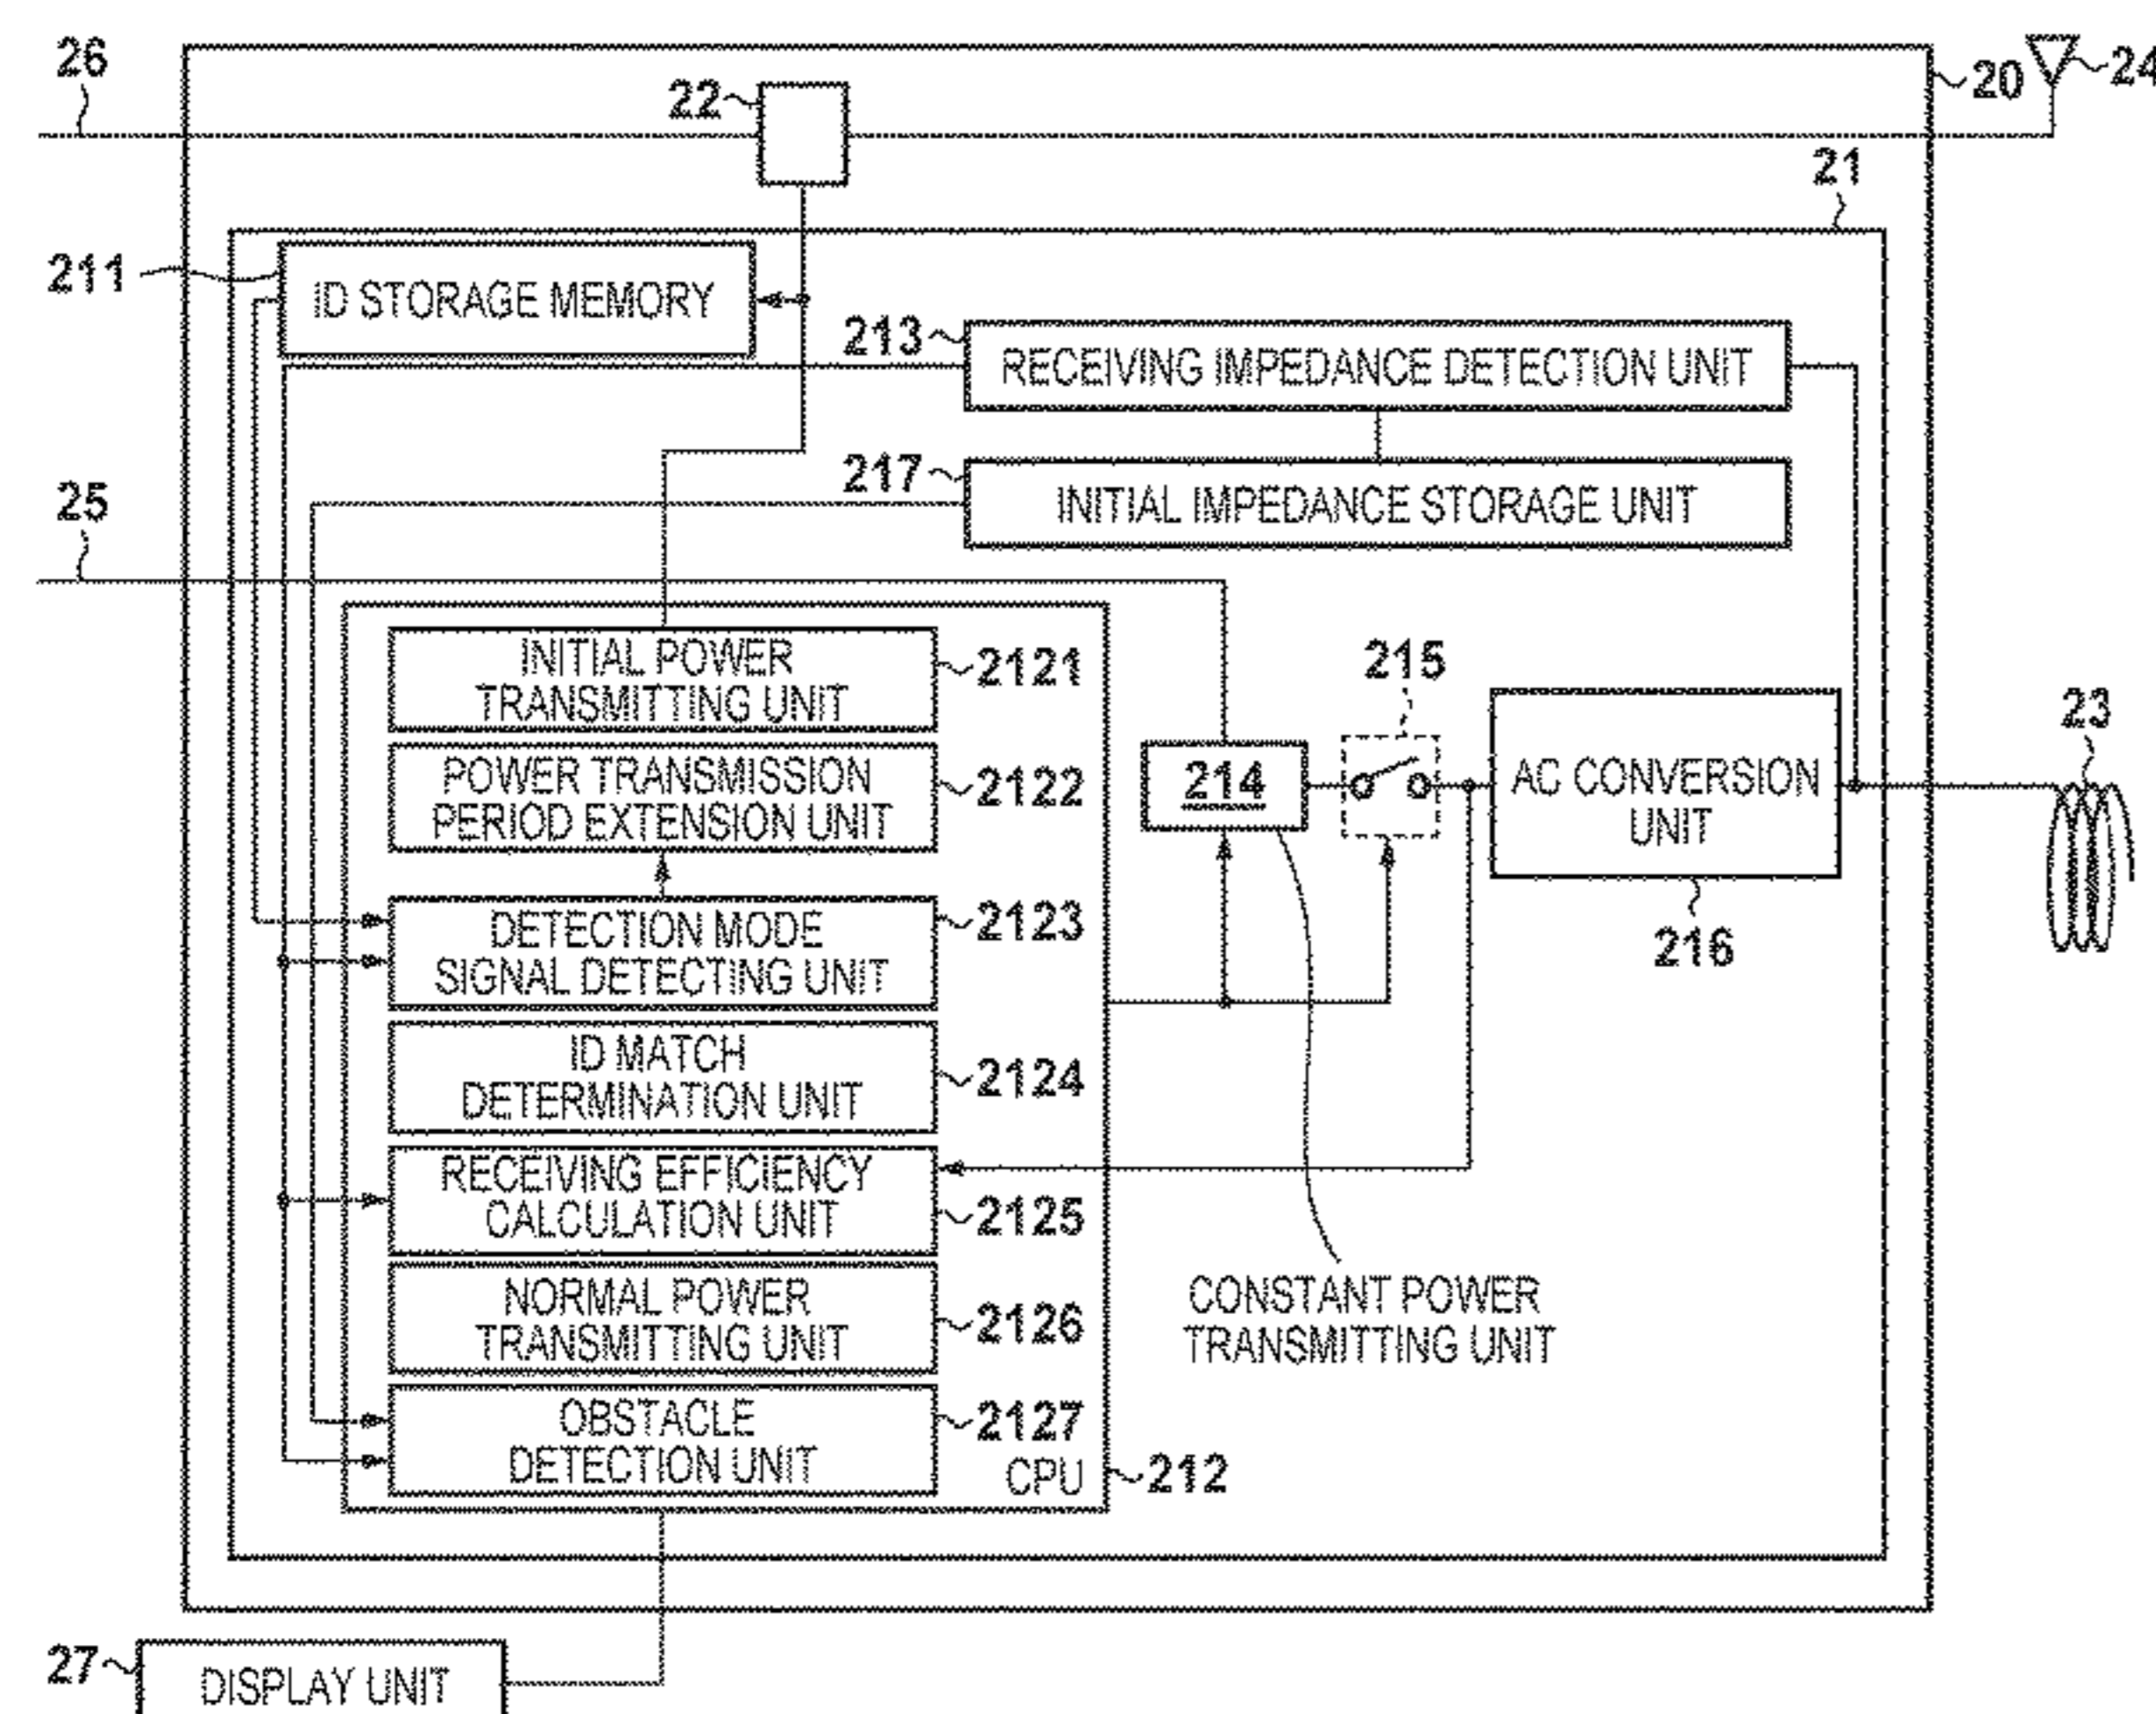 26
22
20
24
21
211
ID STORAGE MEMORY
213
RECEIVING IMPEDANCE DETECTION UNIT
217
INITIAL IMPEDANCE STORAGE UNIT
25
INITIAL POWER
TRANSMITTING UNIT
2121
POWER TRANSMISSION
PERIOD EXTENSION UNIT
2122
DETECTION MODE
SIGNAL DETECTING UNIT
2123
ID MATCH
DETERMINATION UNIT
2124
RECEIVING EFFICIENCY
CALCULATION UNIT
2125
NORMAL POWER
TRANSMITTING UNIT
2126
OBSTACLE
DETECTION UNIT
2127
CPU
212
214
215
AC CONVERSION
UNIT
216
23
CONSTANT POWER
TRANSMITTING UNIT
27
DISPLAY UNIT